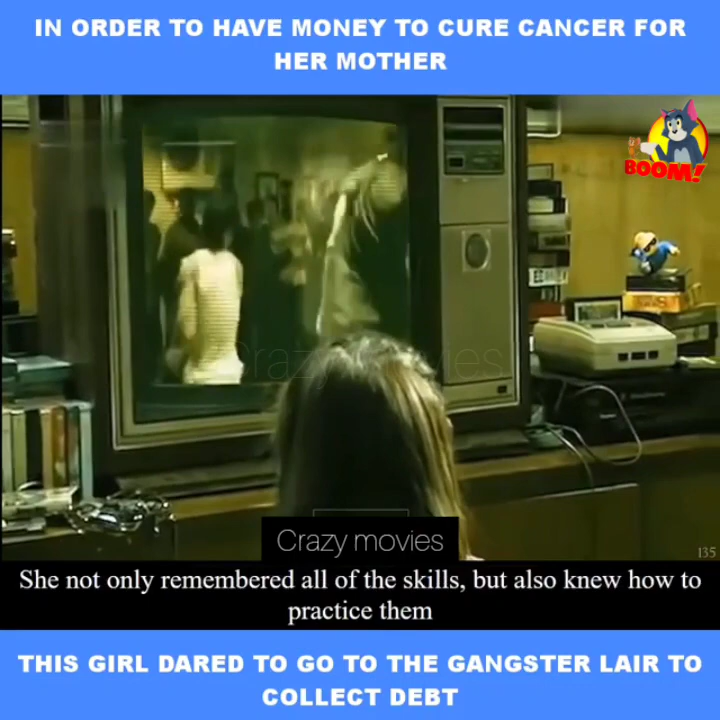 IN ORDER TO HAVE MONEY TO CURE CANCER FOR
HER MOTHER
BOOM!
Crazy movies
Crazy movies
135
She not only remembered all of the skills, but also knew how to
practice them
THIS GIRL DARED TO GO TO THE GANGSTER LAIR TO
COLLECT DEBT